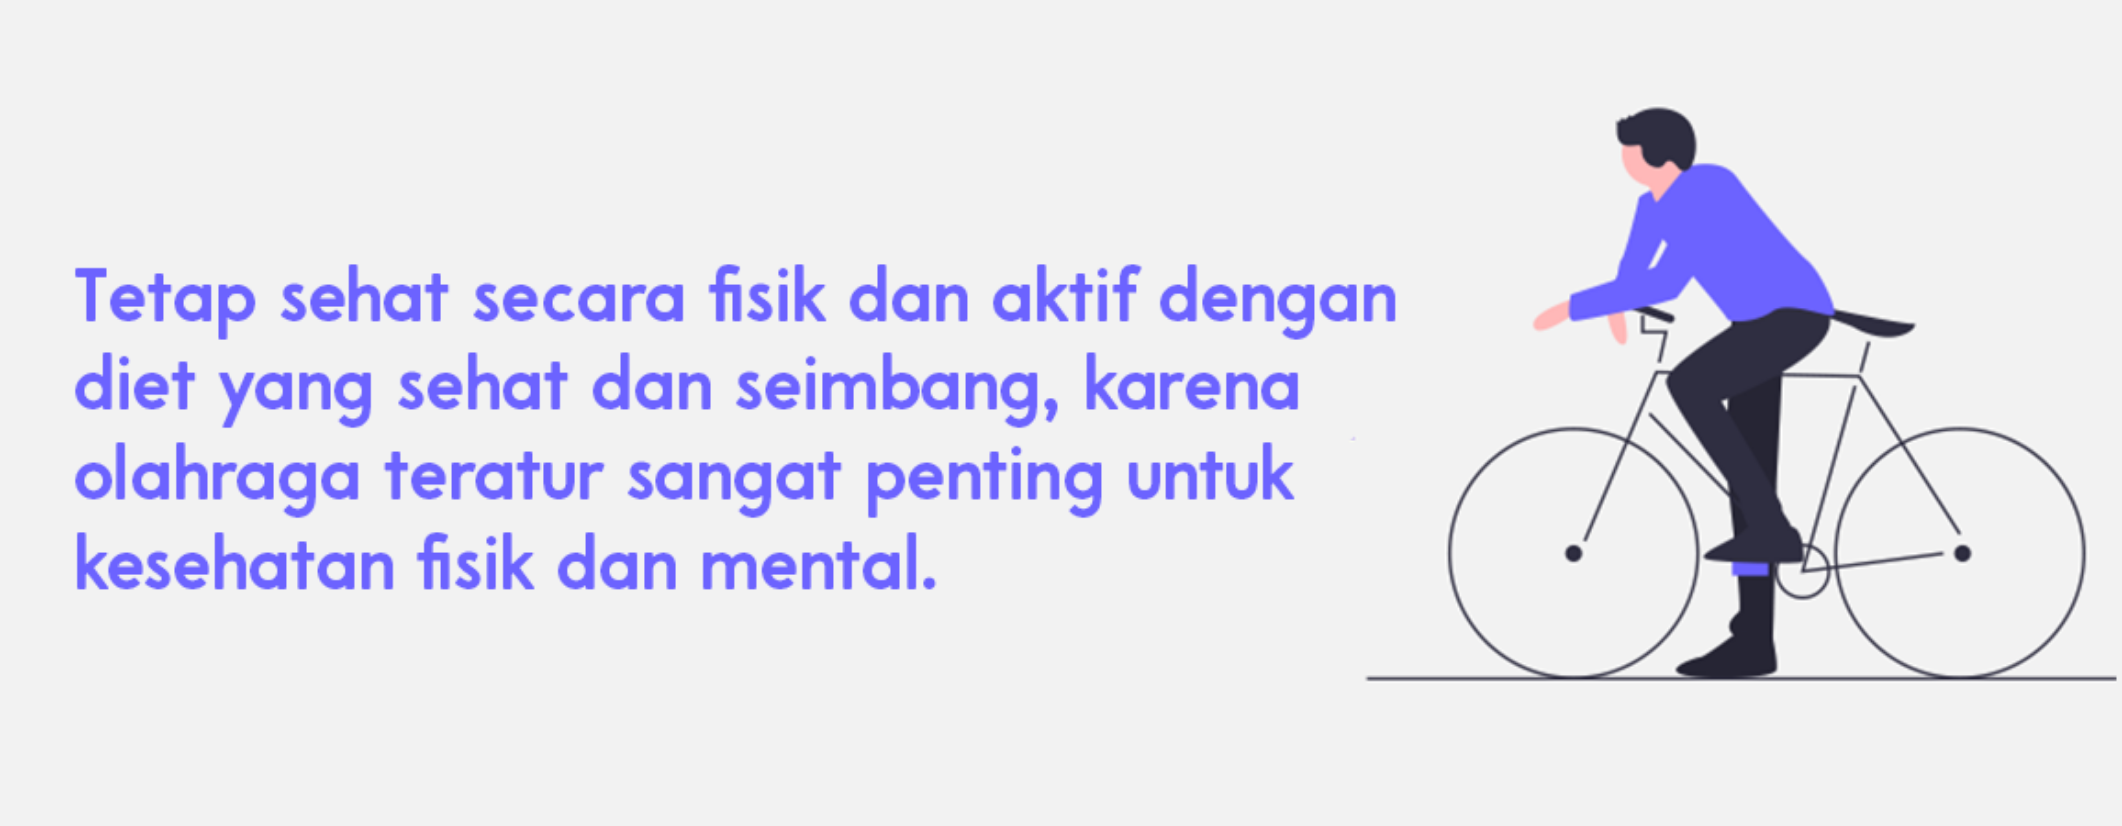 Tetap sehat secara fisik dan aktif dengan
diet yang sehat dan seimbang, karena
olahraga teratur sangat penting untuk
kesehatan fisik dan mental.